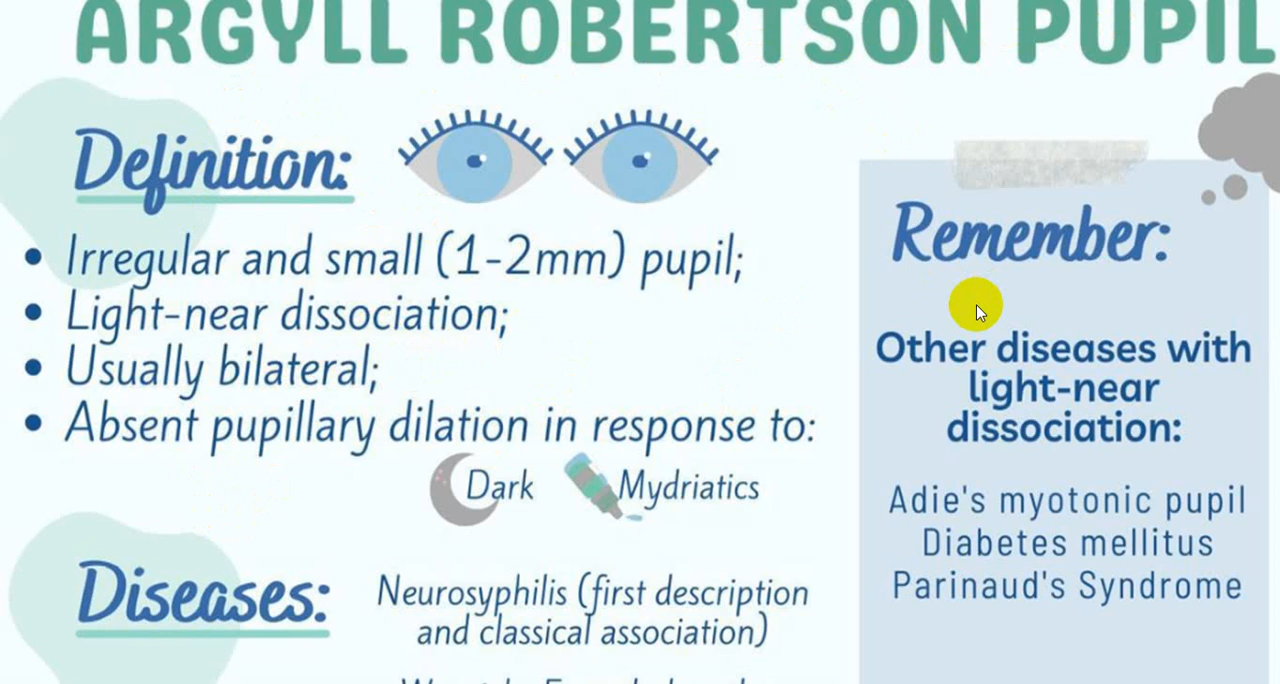 ARGYLL ROBERTSON PUPIL
Definition:
• Irregular and small (1-2mm) pupil;
• Light-near dissociation;
• Usually bilateral;
• Absent pupillary dilation in response to:
Dark Mydriatics
Diseases:
Neurosyphilis (first description
and classical association)
Remember:
Other diseases with
light-near
dissociation:
Adie's myotonic pupil
Diabetes mellitus
Parinaud's Syndrome